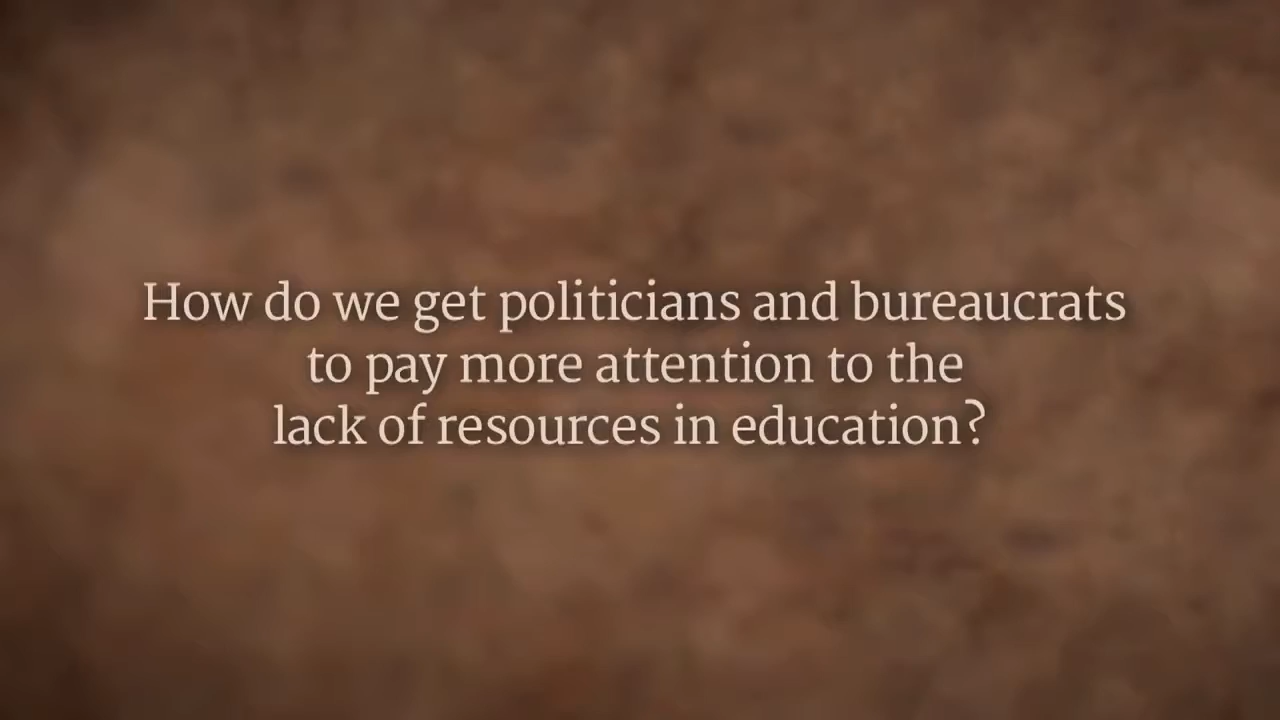 How do we get politicians and bureaucrats
to pay more attention to the
lack of resources in education?